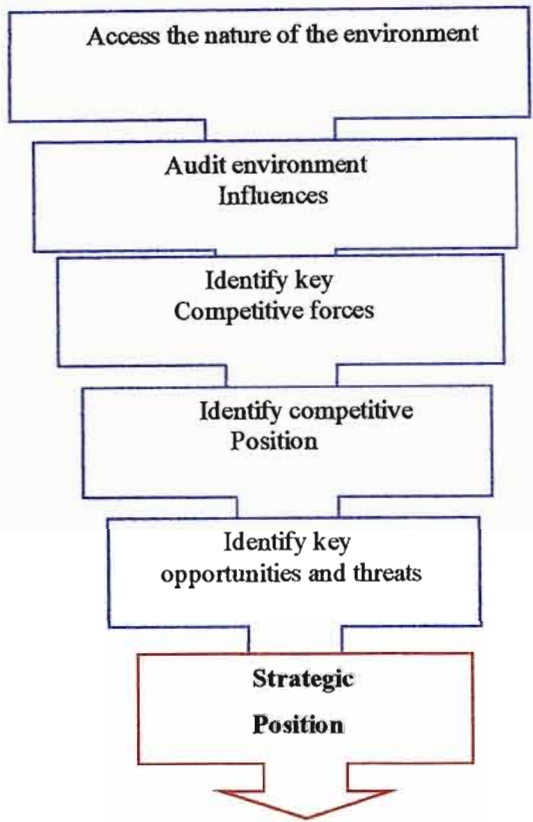 Access the nature of the environment
Audit environment
Influences
Identify key
Competitive forces
Identify competitive
Position
Identify key
opportunities and threats
Strategic
Position